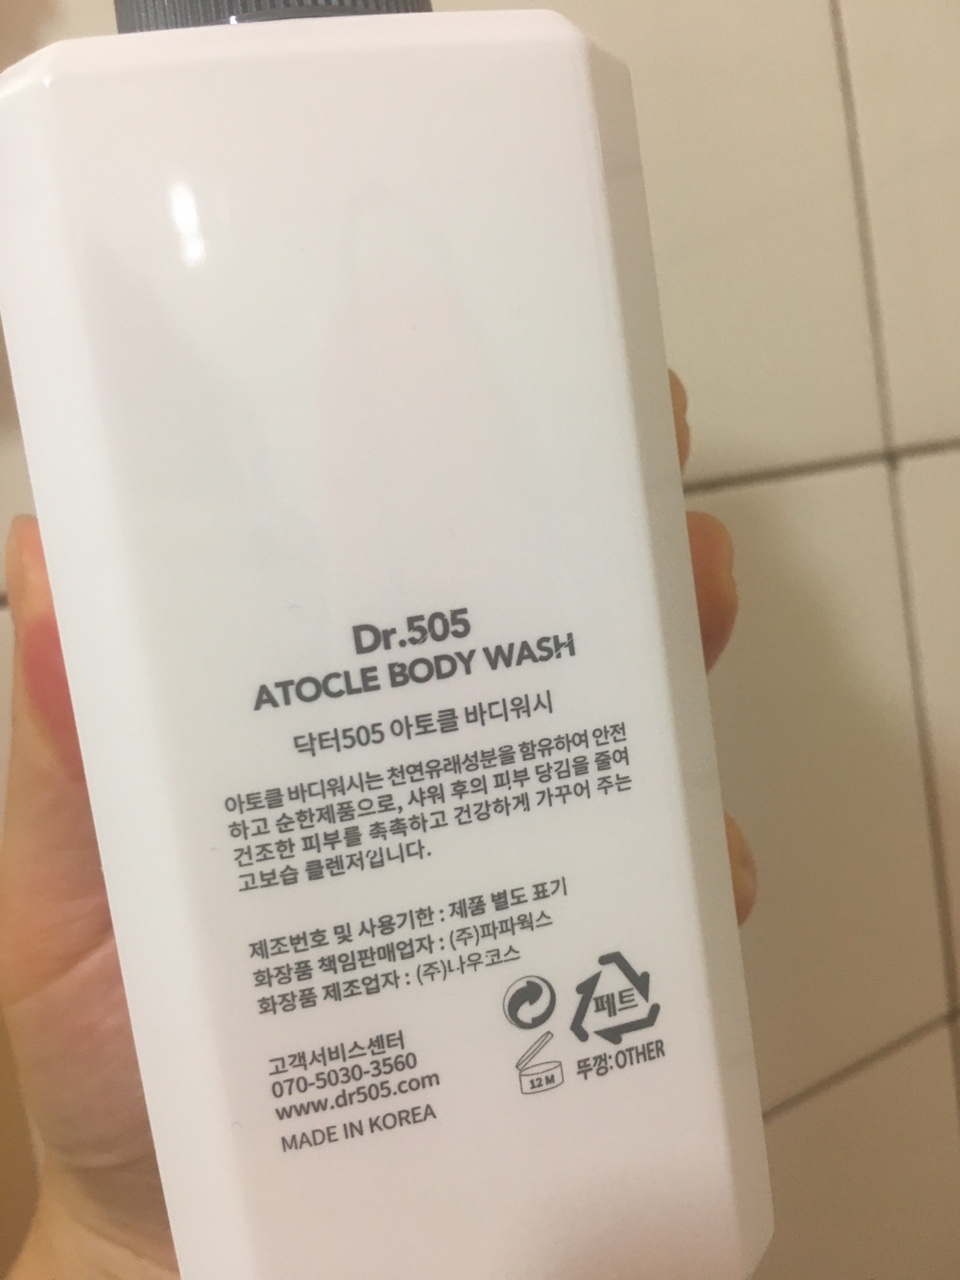 Dr.505
ATOCLE BODY WASH
닥터505 아토클 바디워시
아토클 바디워시는 천연유래성분을 함유하여 안전
하고 순한제품으로, 샤워 후의 피부 당김을 줄여
건조한 피부를 촉촉하고 건강하게 가꾸어 주는
고보습 클렌저입니다.
제조번호 및 사용기한 : 제품 별도 표기
화장품 책임판매업자 : (주)파파웍스
화장품 제조업자 : (주)나우코스
고객서비스센터
070-5030-3560
www.dr505.com
MADE IN KOREA
페트
12 M
뚜껑:OTHER